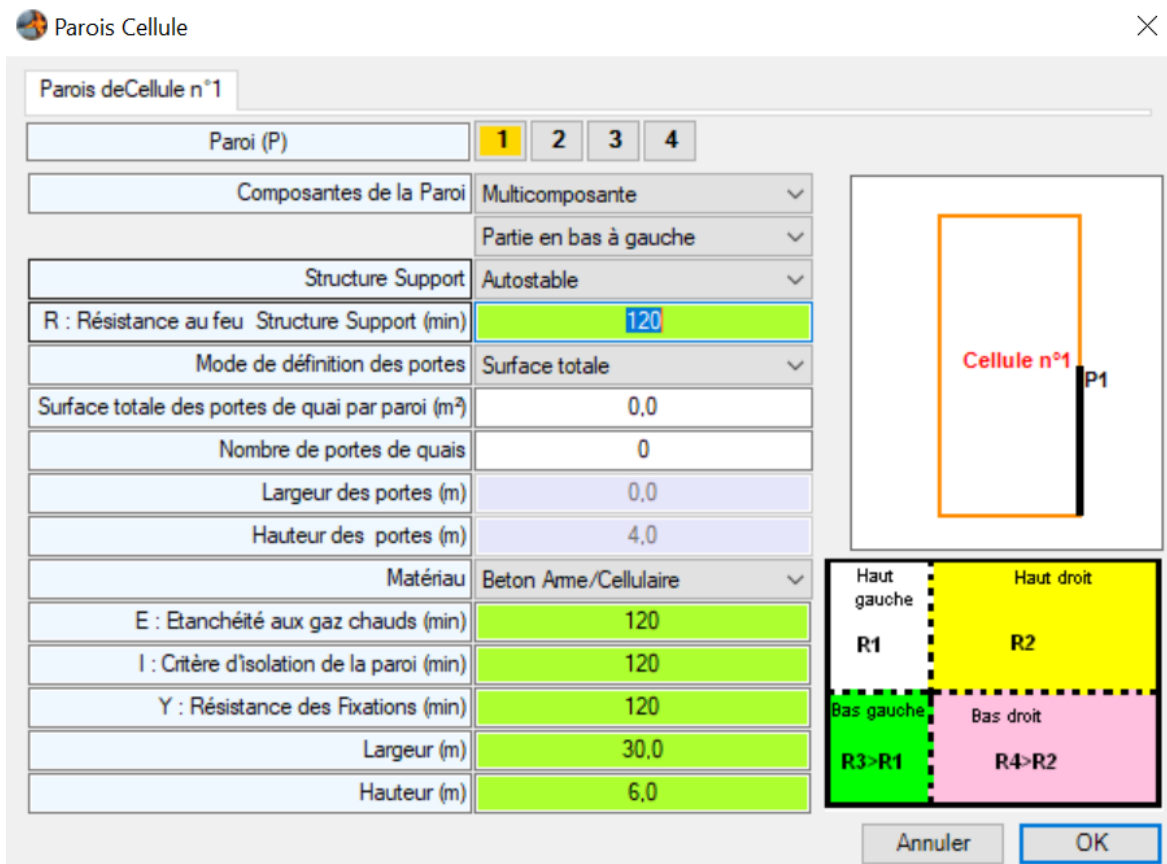 Parois Cellule
Parois deCellule n°1
Paroi (P) 1 2 3 4
Composantes de la Paroi Multicomposante
Partie en bas à gauche
Structure Support Autostable
R : Résistance au feu Structure Support (min) 120
Mode de définition des portes Surface totale
Surface totale des portes de quai par paroi (m²) 0,0
Nombre de portes de quais 0
Largeur des portes (m) 0,0
Hauteur des portes (m) 4,0
Matériau Beton Arme/Cellulaire
E : Etanchéité aux gaz chauds (min) 120
I : Critère d'isolation de la paroi (min) 120
Y : Résistance des Fixations (min) 120
Largeur (m) 30,0
Hauteur (m) 6,0
Cellule n°1
P1
Haut gauche
R1
Haut droit
R2
Bas gauche
R3>R1
Bas droit
R4>R2
Annuler OK